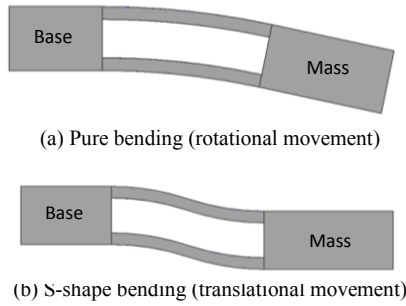 Base
Mass
(a) Pure bending (rotational movement)
Base
Mass
(b) S-shape bending (translational movement)